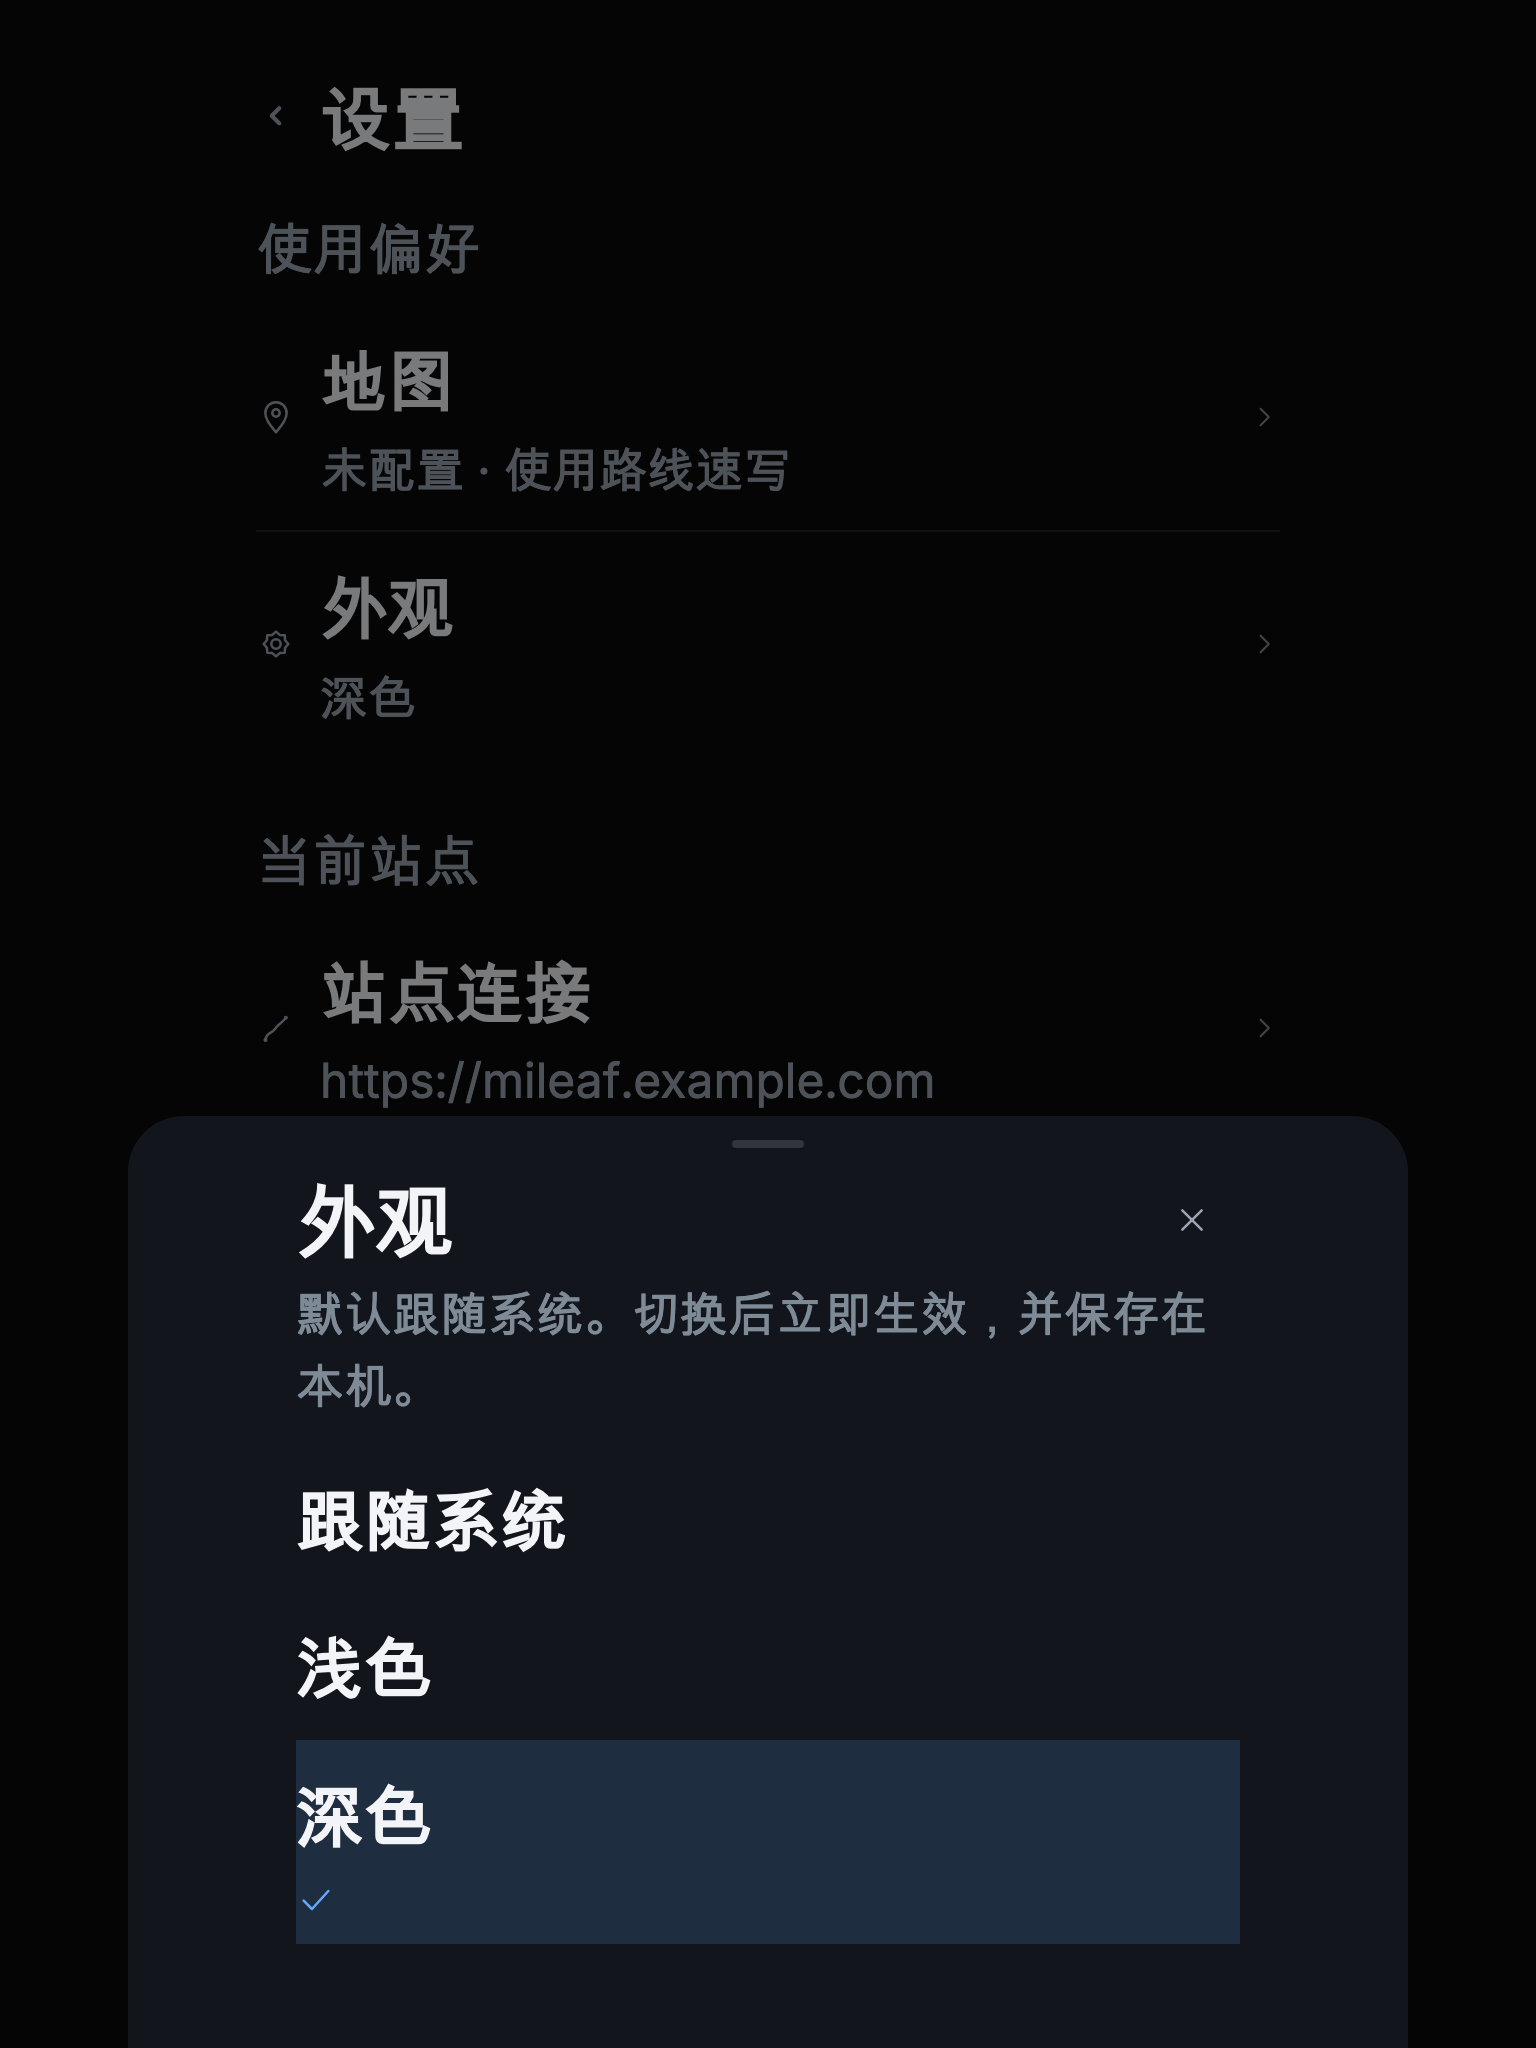 设置
使用偏好
地图
未配置 · 使用路线速写
外观
深色
当前站点
站点连接
https://mileaf.example.com
外观
默认跟随系统。切换后立即生效，并保存在
本机。
跟随系统
浅色
深色